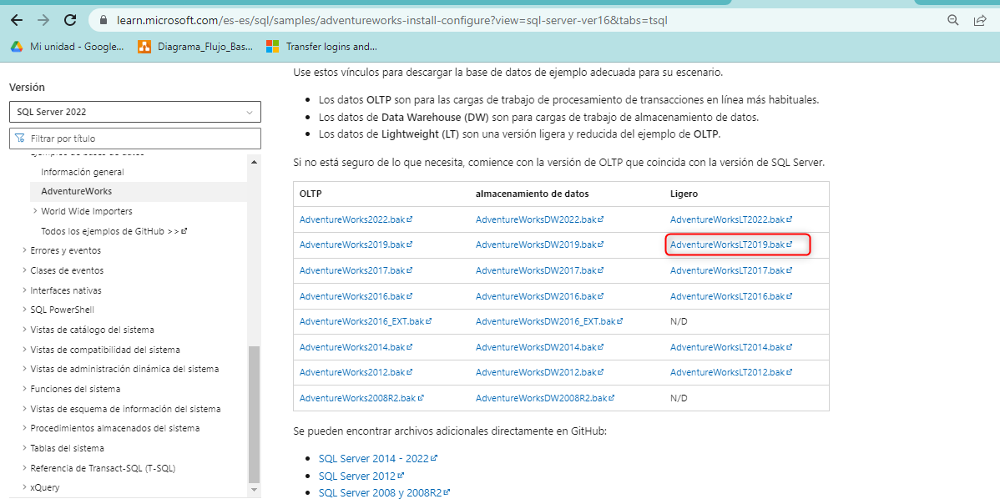 learn.microsoft.com/es-es/sql/samples/adventureworks-install-configure?view=sql-server-ver16&tabs=tsql
Mi unidad - Google... Diagrama_Flujo_Bas... Transfer logins and...
Versión
SQL Server 2022
Filtrar por título
Ejemplos de bases de datos
Información general
AdventureWorks
World Wide Importers
Todos los ejemplos de GitHub >>
Errores y eventos
Clases de eventos
Interfaces nativas
SQL PowerShell
Vistas de catálogo del sistema
Vistas de compatibilidad del sistema
Vistas de administración dinámica del sistema
Funciones del sistema
Vistas de esquema de información del sistema
Procedimientos almacenados del sistema
Tablas del sistema
Referencia de Transact-SQL (T-SQL)
xQuery
Use estos vínculos para descargar la base de datos de ejemplo adecuada para su escenario.
• Los datos OLTP son para las cargas de trabajo de procesamiento de transacciones en línea más habituales.
• Los datos de Data Warehouse (DW) son para cargas de trabajo de almacenamiento de datos.
• Los datos de Lightweight (LT) son una versión ligera y reducida del ejemplo de OLTP.
Si no está seguro de lo que necesita, comience con la versión de OLTP que coincida con la versión de SQL Server.
OLTP almacenamiento de datos Ligero
AdventureWorks2022.bak AdventureWorksDW2022.bak AdventureWorksLT2022.bak
AdventureWorks2019.bak AdventureWorksDW2019.bak AdventureWorksLT2019.bak
AdventureWorks2017.bak AdventureWorksDW2017.bak AdventureWorksLT2017.bak
AdventureWorks2016.bak AdventureWorksDW2016.bak AdventureWorksLT2016.bak
AdventureWorks2016_EXT.bak AdventureWorksDW2016_EXT.bak N/D
AdventureWorks2014.bak AdventureWorksDW2014.bak AdventureWorksLT2014.bak
AdventureWorks2012.bak AdventureWorksDW2012.bak AdventureWorksLT2012.bak
AdventureWorks2008R2.bak AdventureWorksDW2008R2.bak N/D
Se pueden encontrar archivos adicionales directamente en GitHub:
• SQL Server 2014 - 2022
• SQL Server 2012
• SQL Server 2008 y 2008R2